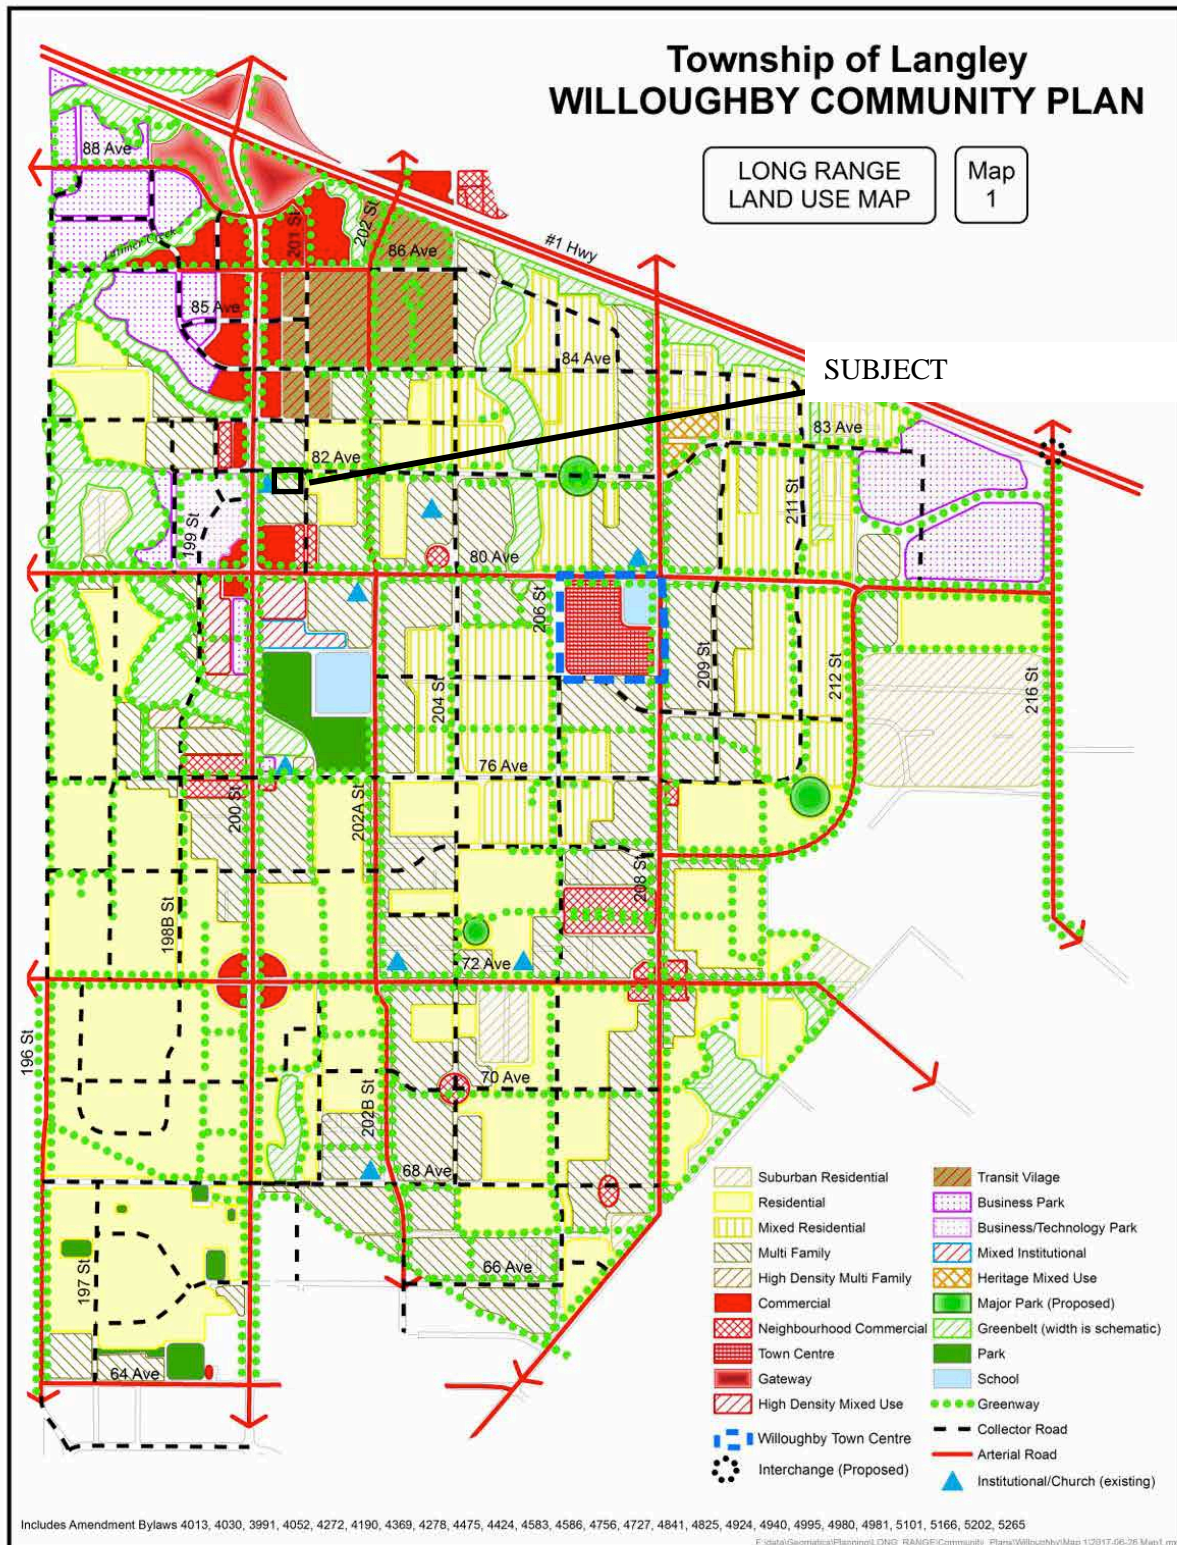 Township of Langley
WILLOUGHBY COMMUNITY PLAN
LONG RANGE
LAND USE MAP
Map
1
88 Ave
201 St
202 St
86 Ave
#1 Hwy
85 Ave
84 Ave
SUBJECT
83 Ave
82 Ave
199 St
211 St
80 Ave
206 St
209 St
212 St
216 St
204 St
76 Ave
200 St
202A St
208 St
198B St
72 Ave
196 St
70 Ave
202B St
68 Ave
66 Ave
197 St
64 Ave
Suburban Residential
Residential
Mixed Residential
Multi Family
High Density Multi Family
Commercial
Neighbourhood Commercial
Town Centre
Gateway
High Density Mixed Use
Willoughby Town Centre
Interchange (Proposed)
Transit Vilage
Business Park
Business/Technology Park
Mixed Institutional
Heritage Mixed Use
Major Park (Proposed)
Greenbelt (width is schematic)
Park
School
Greenway
Collector Road
Arterial Road
Institutional/Church (existing)
Includes Amendment Bylaws 4013, 4030, 3991, 4052, 4272, 4190, 4369, 4278, 4475, 4424, 4583, 4586, 4756, 4727, 4841, 4825, 4924, 4940, 4995, 4980, 4981, 5101, 5166, 5202, 5265